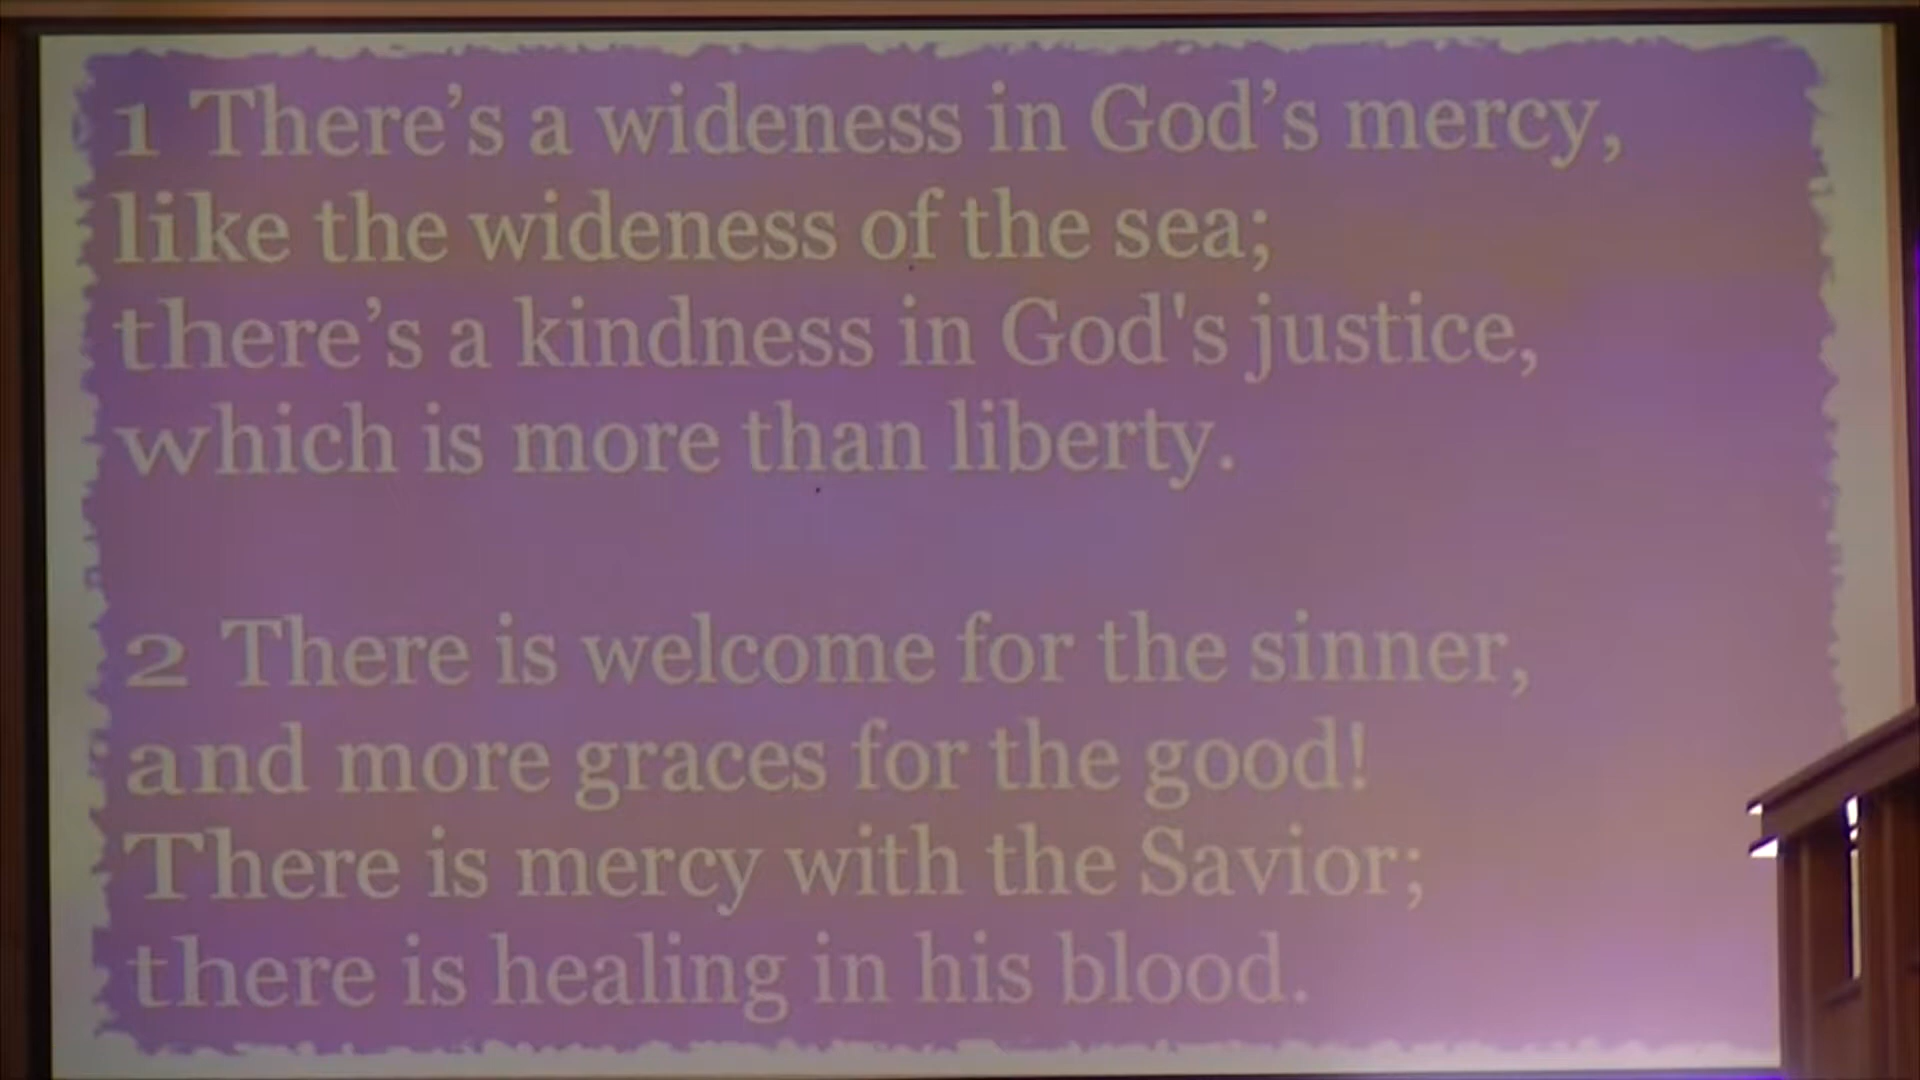 1 There’s a wideness in God’s mercy,
like the wideness of the sea;
there’s a kindness in God's justice,
which is more than liberty.
2 There is welcome for the sinner,
and more graces for the good!
There is mercy with the Savior;
there is healing in his blood.